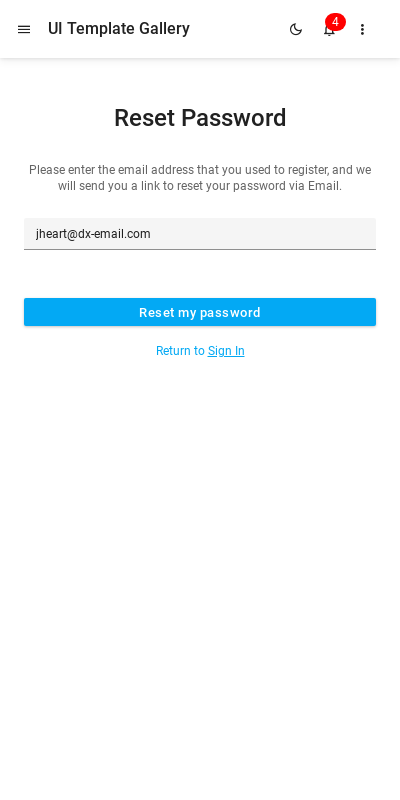 UI Template Gallery
4
Reset Password
Please enter the email address that you used to register, and we
will send you a link to reset your password via Email.
jheart@dx-email.com
Reset my password
Return to Sign In